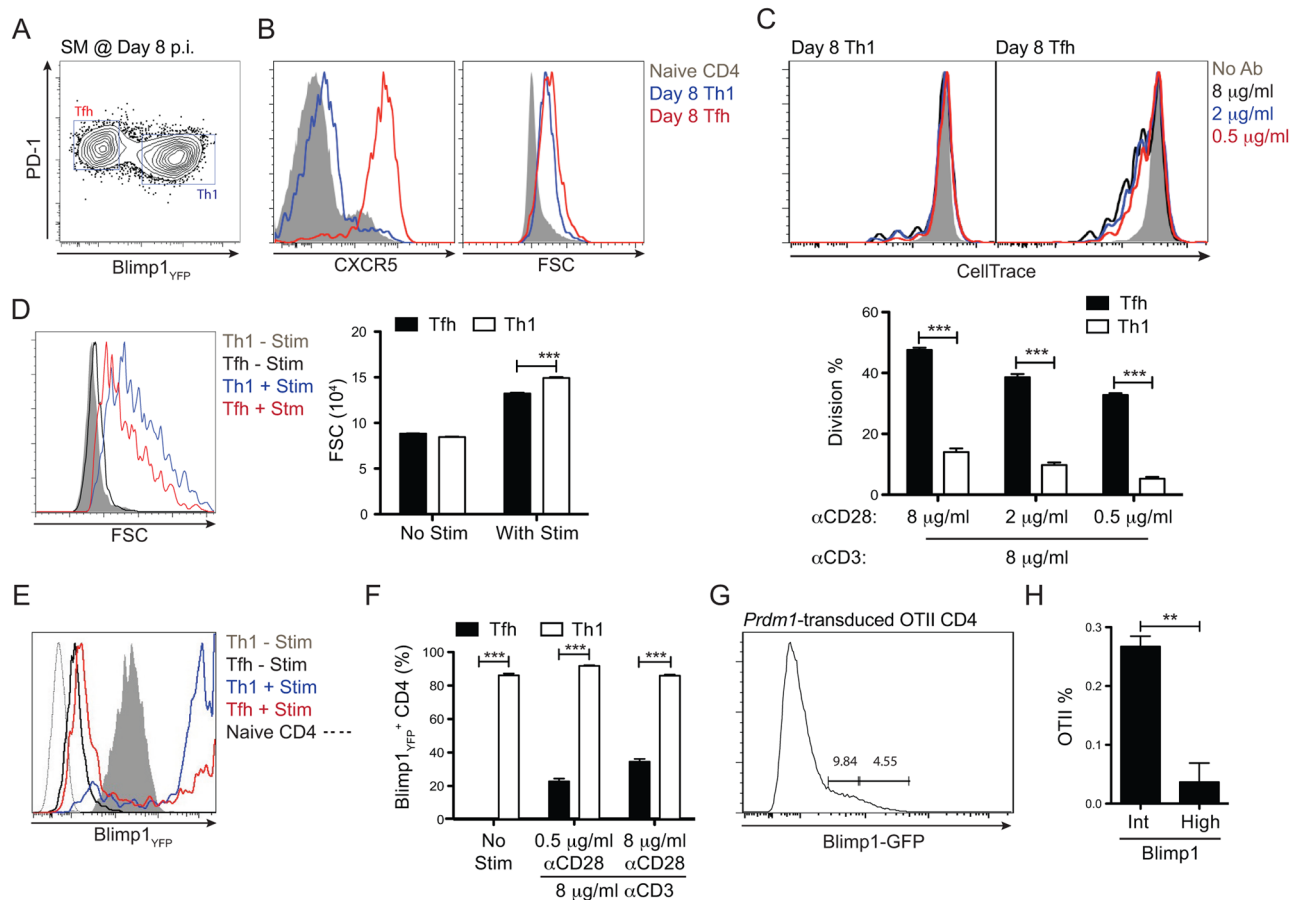 A
SM @ Day 8 p.i.
Tfh
Th1
PD-1
Blimp1YFP
B
Naive CD4
Day 8 Th1
Day 8 Tfh
CXCR5
FSC
C
Day 8 Th1
Day 8 Tfh
No Ab
8 μg/ml
2 μg/ml
0.5 μg/ml
CellTrace
60
40
20
0
Division %
Tfh
Th1
***
***
***
αCD28: 8 μg/ml 2 μg/ml 0.5 μg/ml
αCD3: 8 μg/ml
D
Th1 - Stim
Tfh - Stim
Th1 + Stim
Tfh + Stm
FSC
Tfh Th1
20
15
10
5
0
FSC (10⁴)
***
No Stim With Stim
E
Th1 - Stim
Tfh - Stim
Th1 + Stim
Tfh + Stim
Naive CD4 ----
Blimp1YFP
F
Tfh Th1
100
80
60
40
20
0
Blimp1YFP+ CD4 (%)
***
***
***
No Stim
0.5 μg/ml αCD28
8 μg/ml αCD28
8 μg/ml αCD3
G
Prdm1-transduced OTII CD4
9.84 4.55
Blimp1-GFP
H
**
0.3
0.2
0.1
0.0
OTII %
Int High
Blimp1